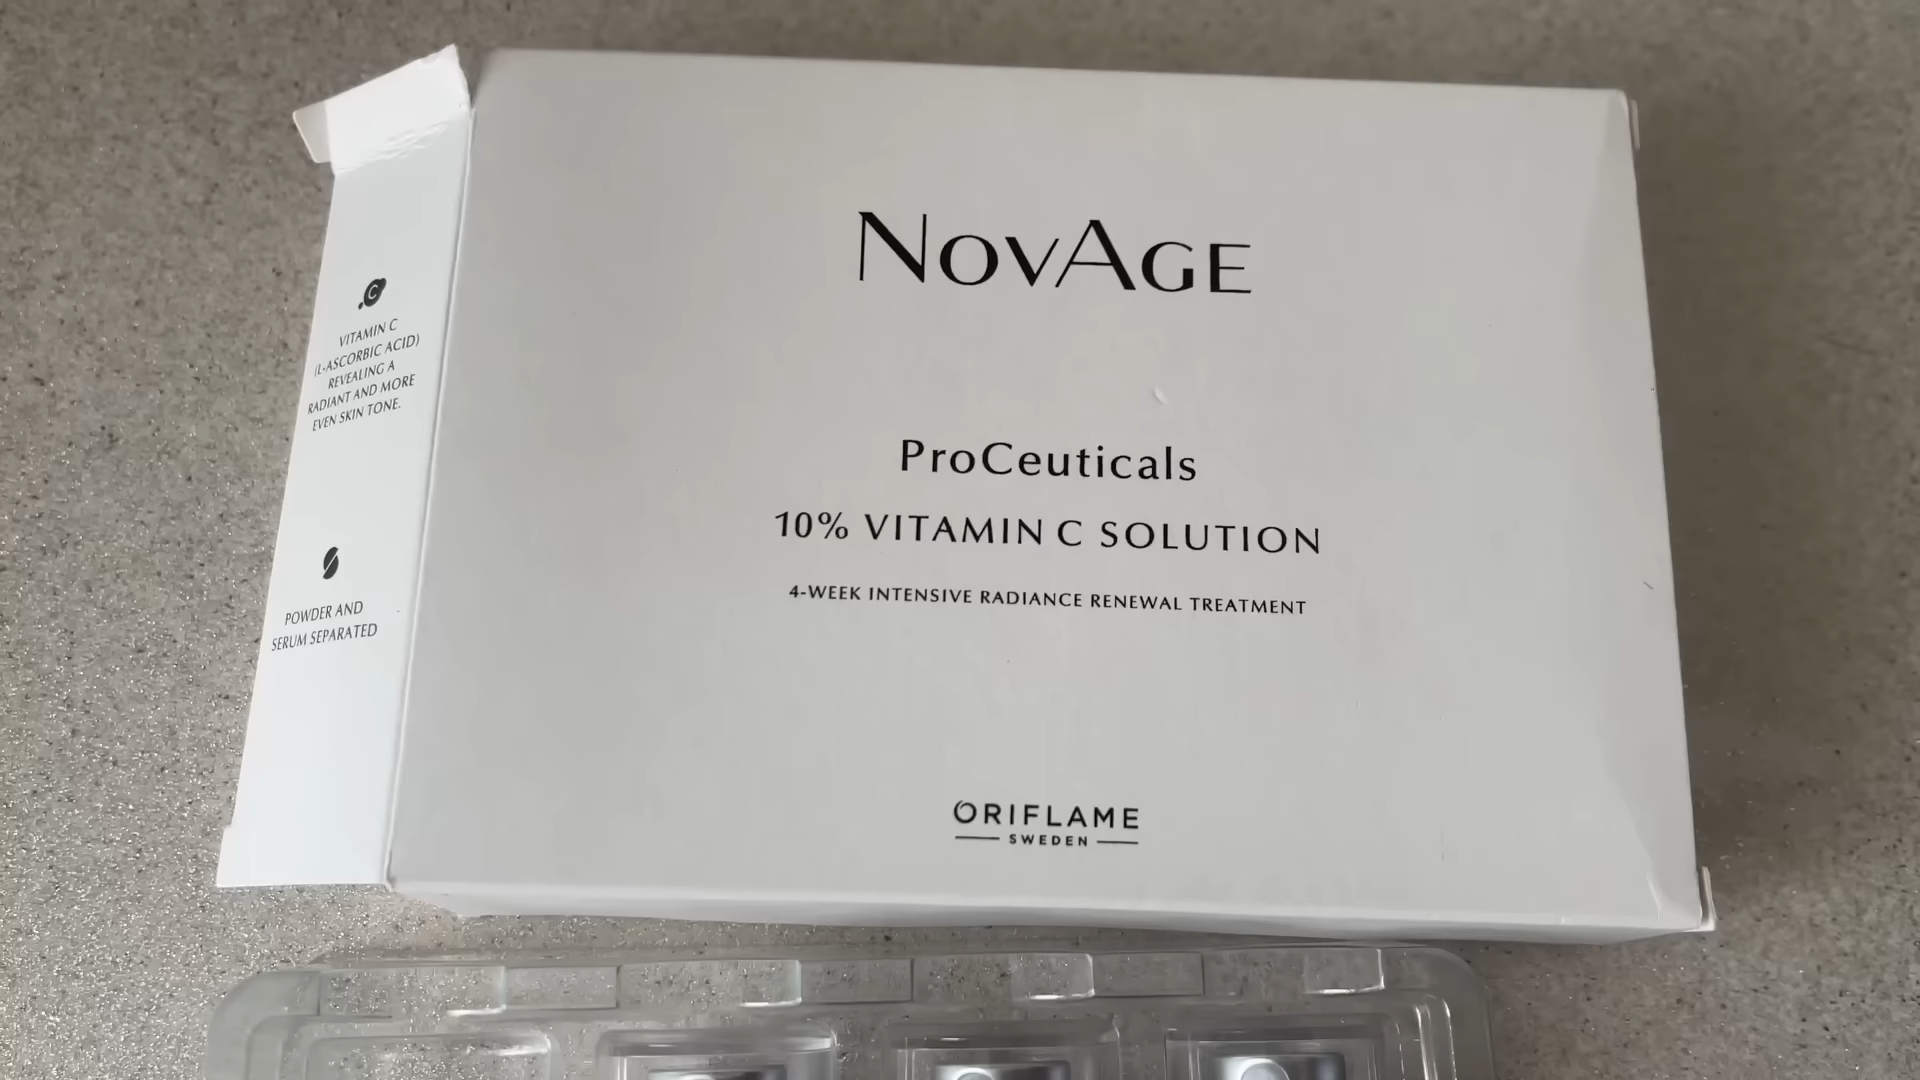 NOVAGE
ProCeuticals
10% VITAMIN C SOLUTION
4-WEEK INTENSIVE RADIANCE RENEWAL TREATMENT
ORIFLAME
SWEDEN
C
VITAMIN C
(L-ASCORBIC ACID)
REVEALING A
RADIANT AND MORE
EVEN SKIN TONE.
POWDER AND
SERUM SEPARATED